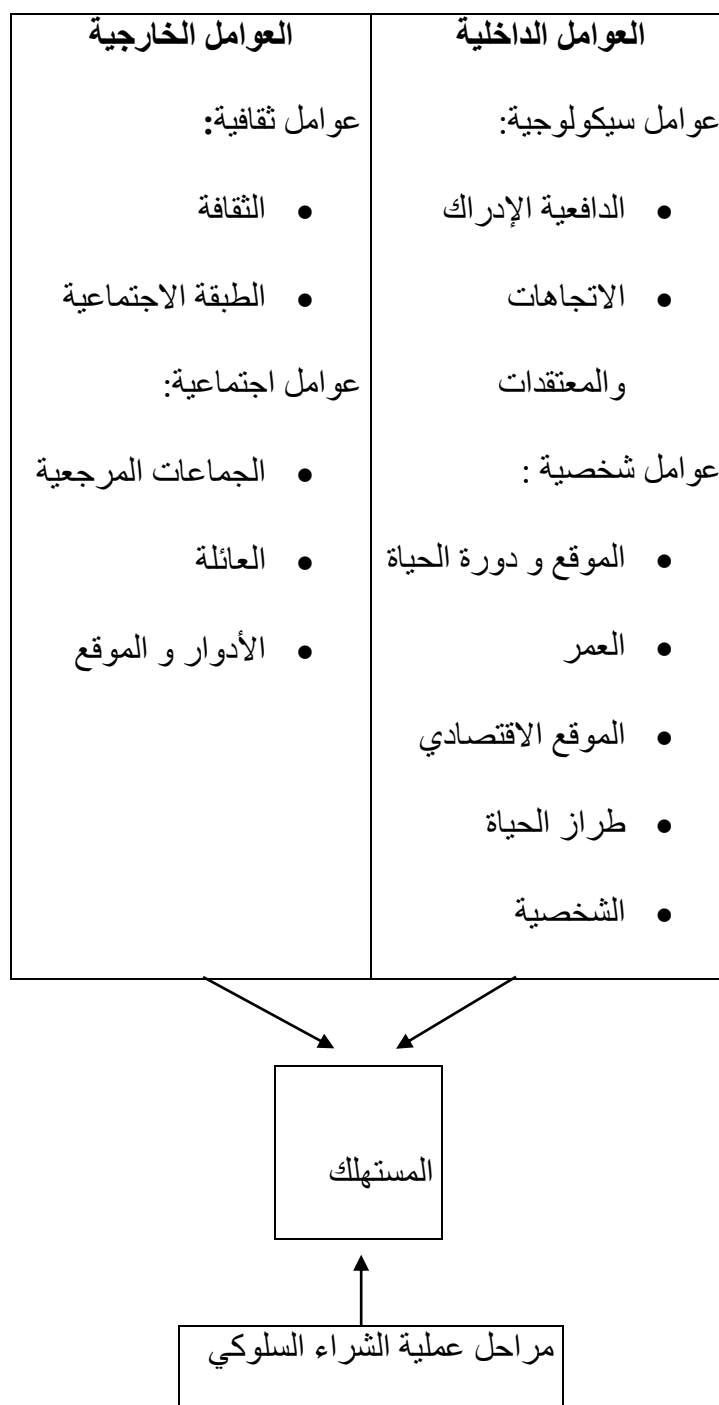 العوامل الداخلية
عوامل سيكولوجية:
● الدافعية الإدراك
● الاتجاهات
والمعتقدات
عوامل شخصية :
● الموقع و دورة الحياة
● العمر
● الموقع الاقتصادي
● طراز الحياة
● الشخصية
العوامل الخارجية
عوامل ثقافية:
● الثقافة
● الطبقة الاجتماعية
عوامل اجتماعية:
● الجماعات المرجعية
● العائلة
● الأدوار و الموقع
المستهلك
مراحل عملية الشراء السلوكي